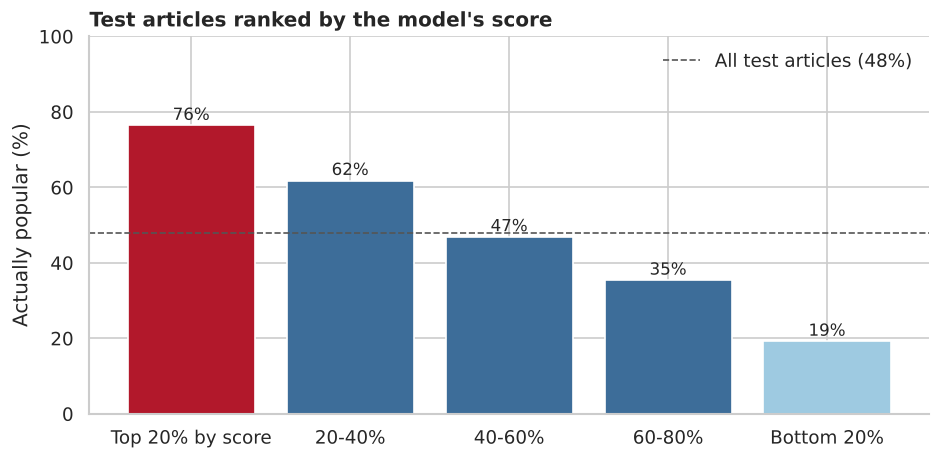 Test articles ranked by the model's score
All test articles (48%)
Actually popular (%)
100
80
60
40
20
0
76%
62%
47%
35%
19%
Top 20% by score
20-40%
40-60%
60-80%
Bottom 20%